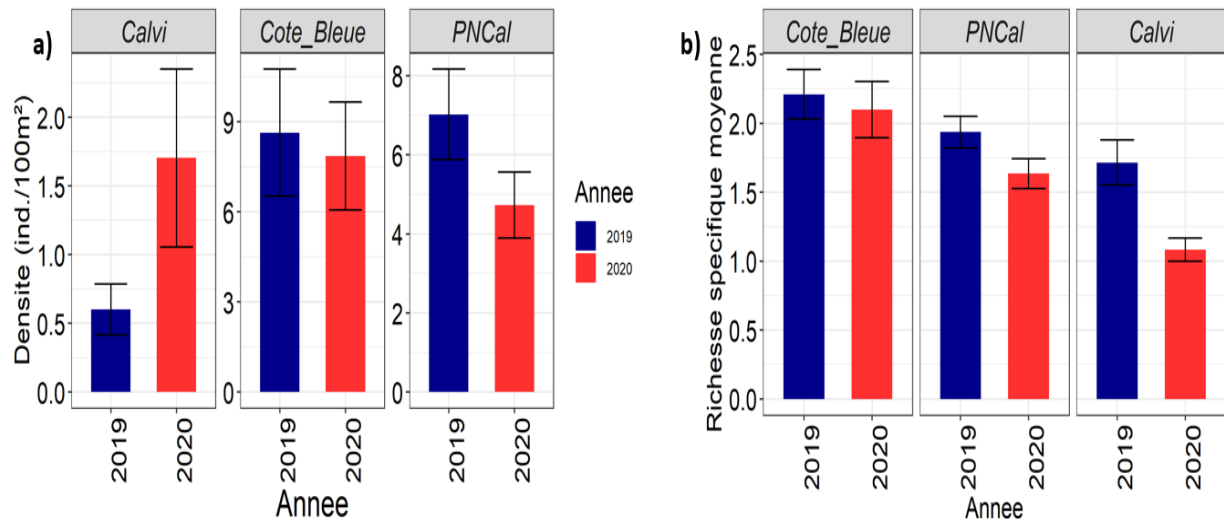 a)
Calvi
Cote_Bleue
PNCal
Densite (ind./100m²)
2.0
1.5
1.0
0.5
0.0
9
6
3
0
8
6
4
2
0
2019
2020
2019
2020
2019
2020
Annee
Annee
2019
2020
b)
Cote_Bleue
PNCal
Calvi
Richesse specifique moyenne
2.5
2.0
1.5
1.0
0.5
0.0
2019
2020
2019
2020
2019
2020
Annee